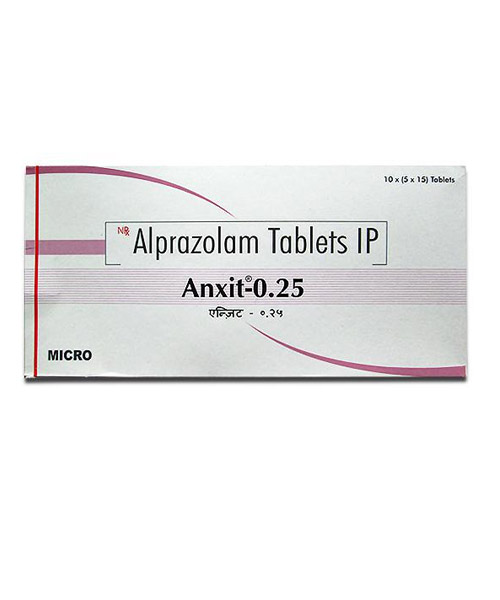 10 x (5 x 15) Tablets
NRx Alprazolam Tablets IP
Anxit®-0.25
एन्ज़िट - ०.२५
MICRO